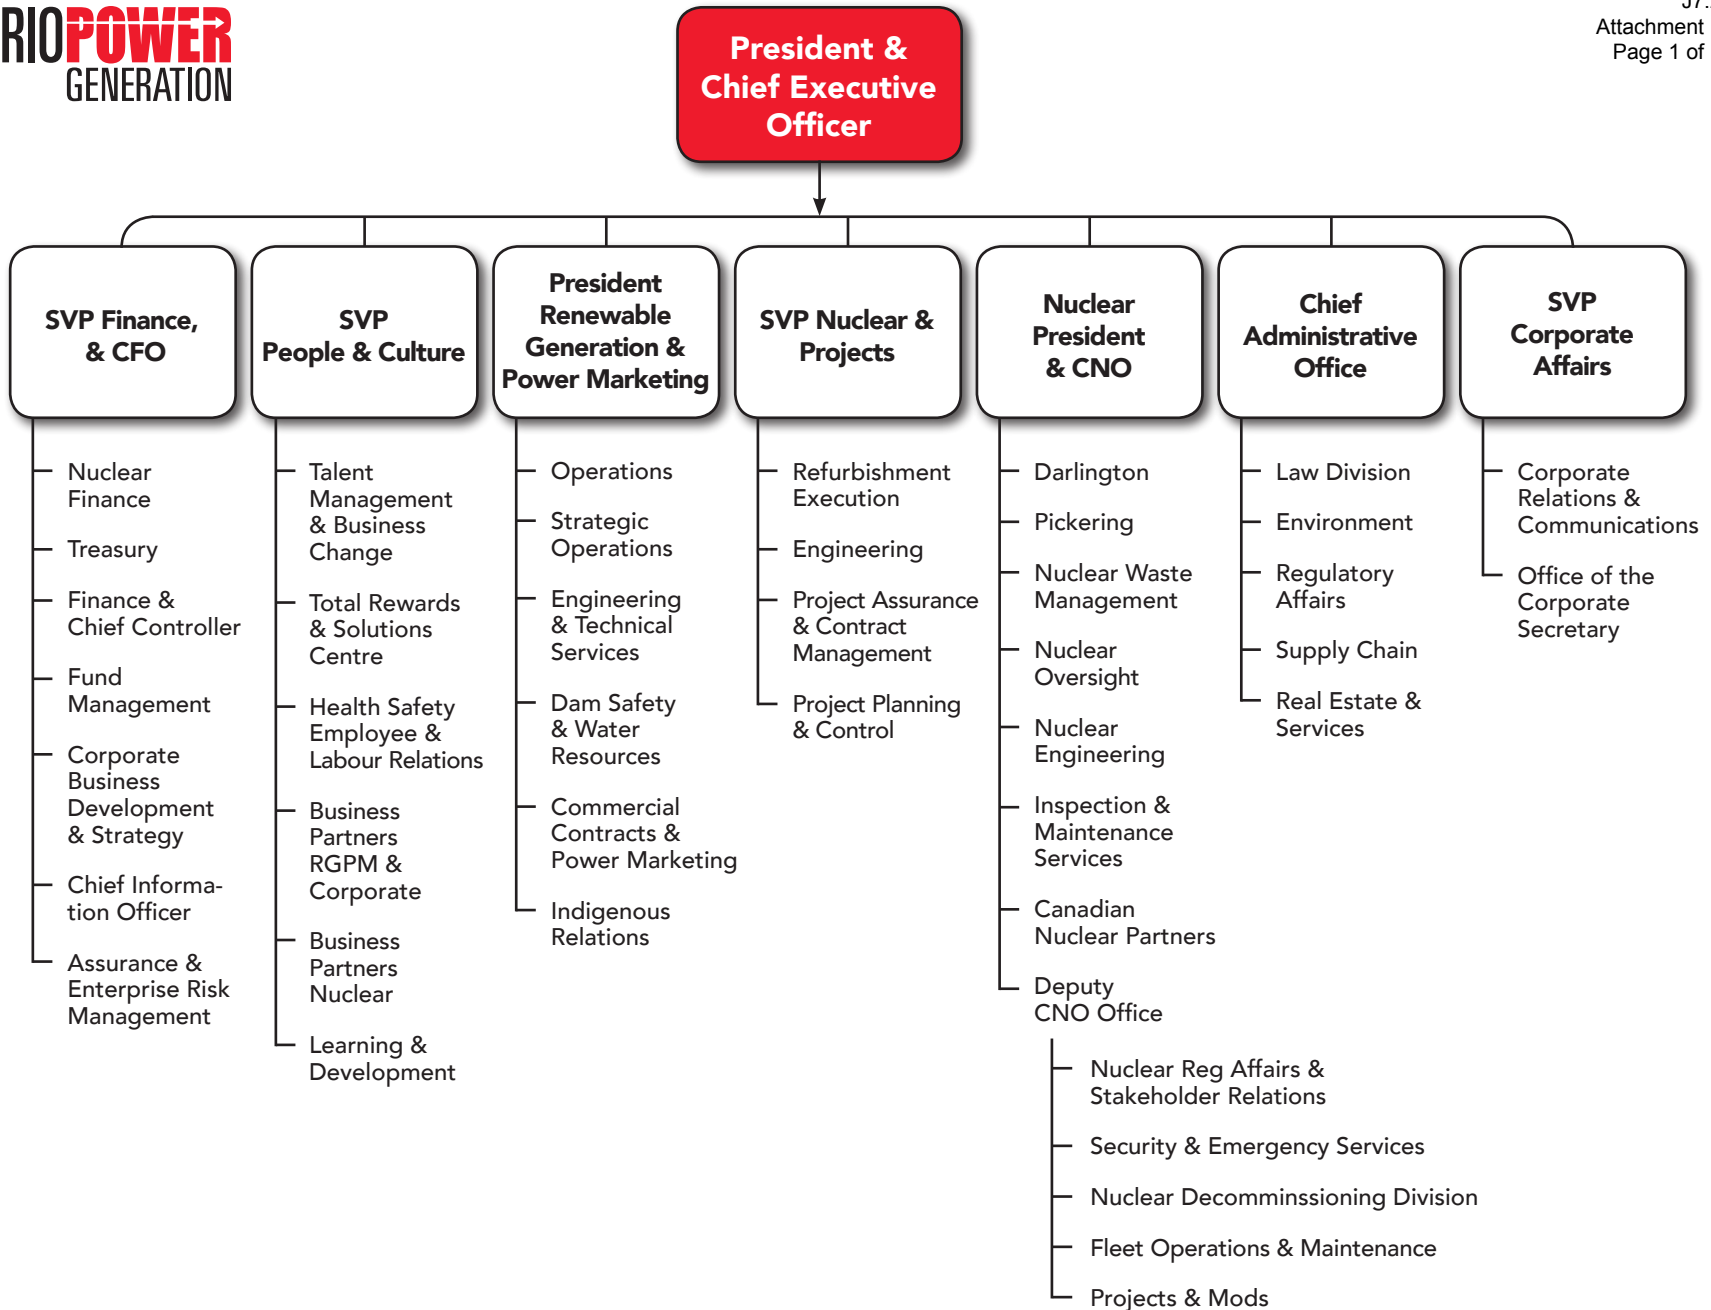 RIOPOWER
GENERATION
J7.
Attachment
Page 1 of
President &
Chief Executive
Officer
SVP Finance,
& CFO
Nuclear
Finance
Treasury
Finance &
Chief Controller
Fund
Management
Corporate
Business
Development
& Strategy
Chief Informa-
tion Officer
Assurance &
Enterprise Risk
Management
SVP
People & Culture
Talent
Management
& Business
Change
Total Rewards
& Solutions
Centre
Health Safety
Employee &
Labour Relations
Business
Partners
RGPM &
Corporate
Business
Partners
Nuclear
Learning &
Development
President
Renewable
Generation &
Power Marketing
Operations
Strategic
Operations
Engineering
& Technical
Services
Dam Safety
& Water
Resources
Commercial
Contracts &
Power Marketing
Indigenous
Relations
SVP Nuclear &
Projects
Refurbishment
Execution
Engineering
Project Assurance
& Contract
Management
Project Planning
& Control
Nuclear
President
& CNO
Darlington
Pickering
Nuclear Waste
Management
Nuclear
Oversight
Nuclear
Engineering
Inspection &
Maintenance
Services
Canadian
Nuclear Partners
Deputy
CNO Office
Nuclear Reg Affairs &
Stakeholder Relations
Security & Emergency Services
Nuclear Decomminssioning Division
Fleet Operations & Maintenance
Projects & Mods
Chief
Administrative
Office
Law Division
Environment
Regulatory
Affairs
Supply Chain
Real Estate &
Services
SVP
Corporate
Affairs
Corporate
Relations &
Communications
Office of the
Corporate
Secretary